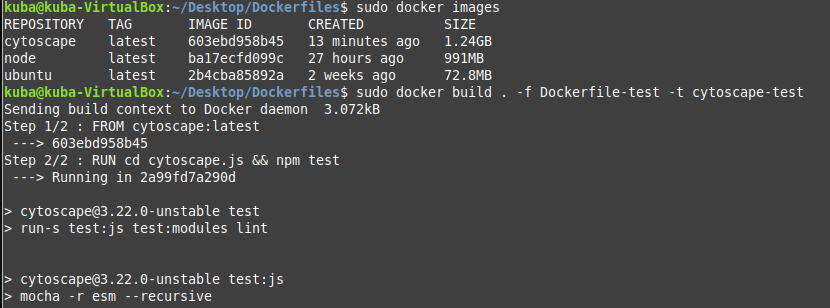 kuba@kuba-VirtualBox:~/Desktop/Dockerfiles$ sudo docker images
REPOSITORY   TAG       IMAGE ID       CREATED          SIZE
cytoscape    latest    603ebd958b45   13 minutes ago   1.24GB
node         latest    ba17ecfd099c   27 hours ago     991MB
ubuntu       latest    2b4cba85892a   2 weeks ago      72.8MB
kuba@kuba-VirtualBox:~/Desktop/Dockerfiles$ sudo docker build . -f Dockerfile-test -t cytoscape-test
Sending build context to Docker daemon  3.072kB
Step 1/2 : FROM cytoscape:latest
 ---> 603ebd958b45
Step 2/2 : RUN cd cytoscape.js && npm test
 ---> Running in 2a99fd7a290d
> cytoscape@3.22.0-unstable test
> run-s test:js test:modules lint
> cytoscape@3.22.0-unstable test:js
> mocha -r esm --recursive